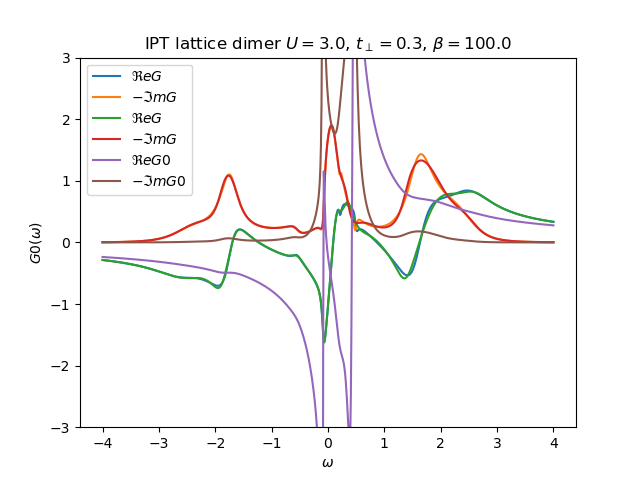 IPT lattice dimer U = 3.0, t⊥ = 0.3, β = 100.0
3
2
1
0
−1
−2
−3
G0(ω)
ℜeG
−ℑmG
ℜeG
−ℑmG
ℜeG0
−ℑmG0
−4 −3 −2 −1 0 1 2 3 4
ω